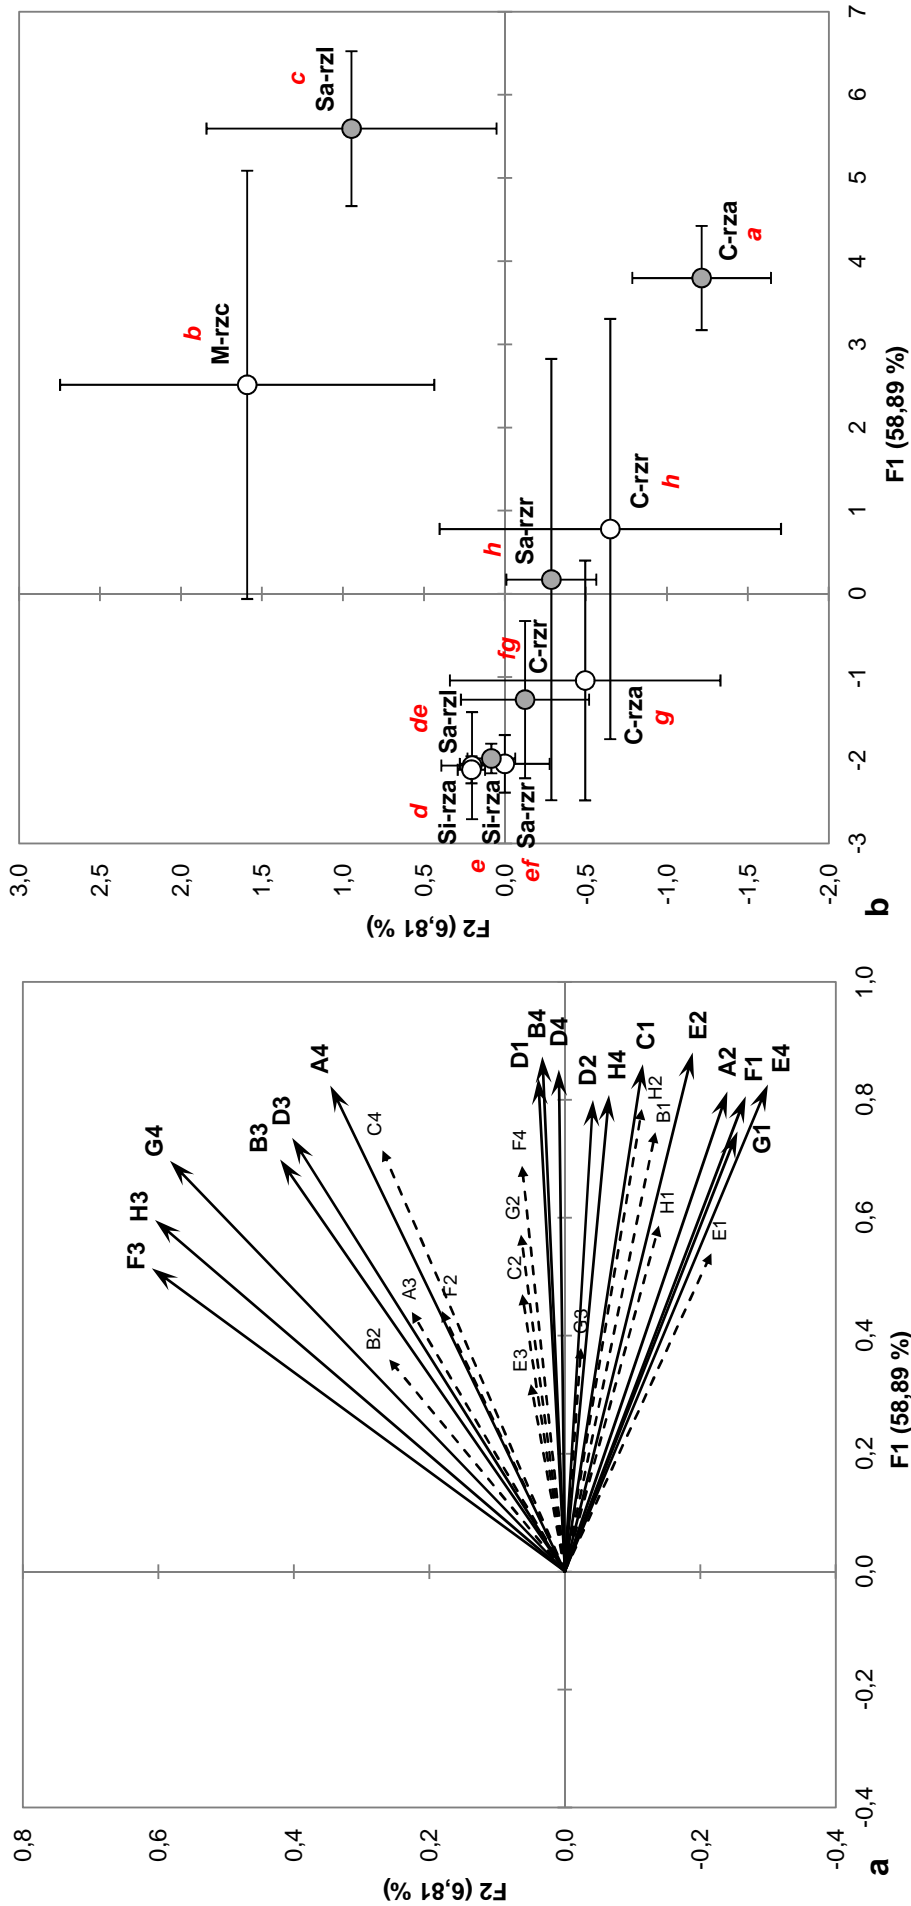 0,8
0,6
0,4
0,2
0,0
-0,2
-0,4
F2 (6,81 %)
-0,4
-0,2
0,0
0,2
0,4
0,6
0,8
1,0
F1 (58,89 %)
F3
H3
G4
B3
D3
A4
C4
B2
A3
F2
E3
C2
G2
F4
D1
B4
D4
G3
D2
H4
C1
H2
B1
E2
H1
E1
A2
F1
E4
G1
a
3,0
2,5
2,0
1,5
1,0
0,5
0,0
-0,5
-1,0
-1,5
-2,0
F2 (6,81 %)
-3
-2
-1
0
1
2
3
4
5
6
7
F1 (58,89 %)
b
M-rzc
c
Sa-rzl
d
Si-rza
de
Sa-rzl
e
Si-rza
ef
Sa-rzr
fg
C-rzr
h
Sa-rzr
C-rza
g
C-rzr
h
C-rza
a
b